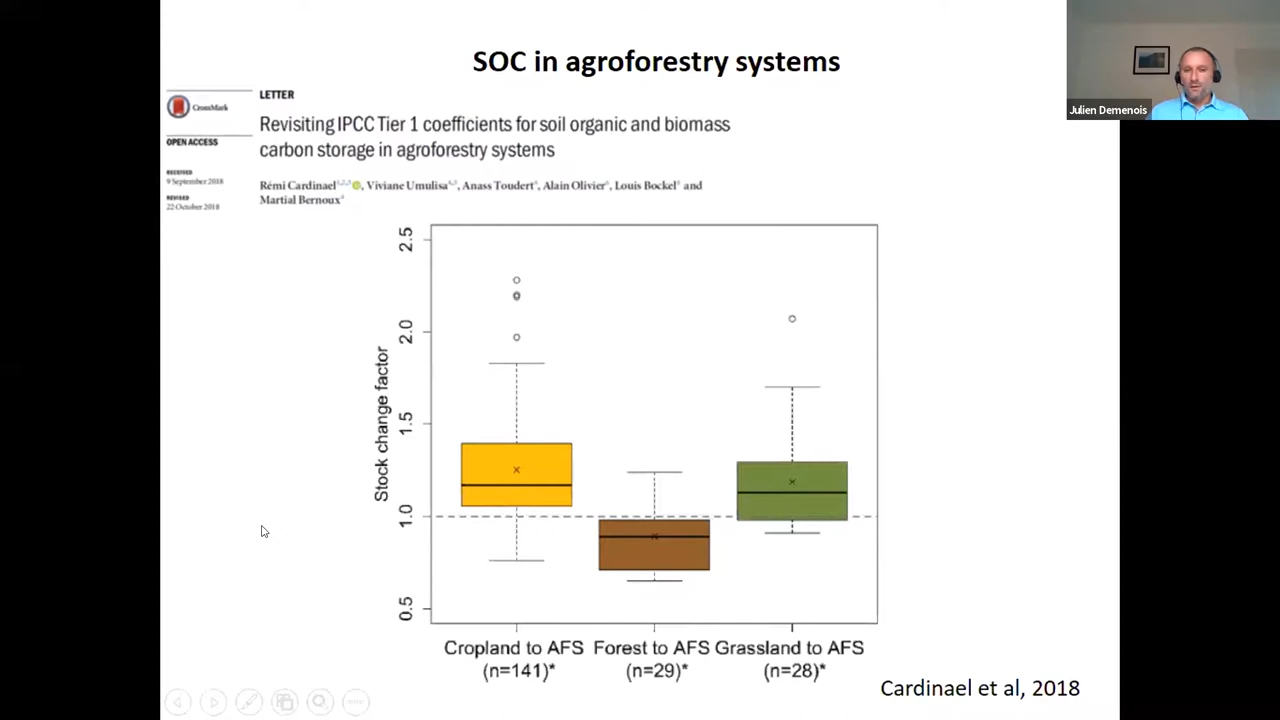 SOC in agroforestry systems
Julien Demenois
CrossMark
OPEN ACCESS
RECEIVED
9 September 2018
REVISED
22 October 2018
LETTER
Revisiting IPCC Tier 1 coefficients for soil organic and biomass
carbon storage in agroforestry systems
Rémi Cardinael, Viviane Umulisa, Anass Toudert, Alain Olivier, Louis Bockel and
Martial Bernoux
Stock change factor
2.5
2.0
1.5
1.0
0.5
Cropland to AFS Forest to AFS Grassland to AFS
(n=141)* (n=29)* (n=28)*
Cardinael et al, 2018